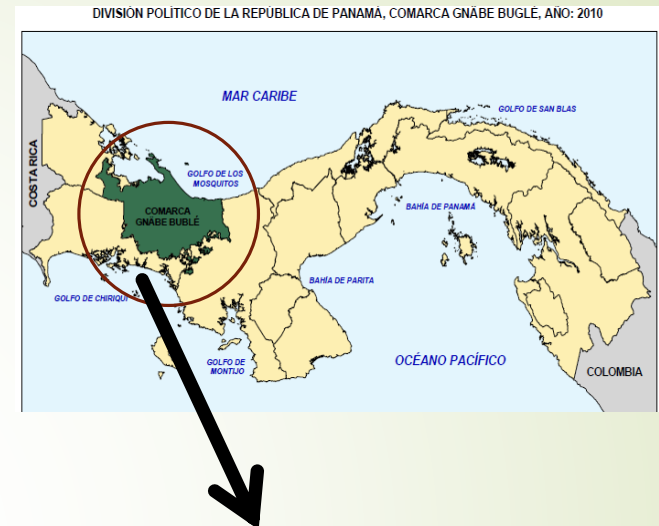 DIVISIÓN POLÍTICO DE LA REPÚBLICA DE PANAMÁ, COMARCA GNÄBE BUGLÉ, AÑO: 2010
MAR CARIBE
GOLFO DE SAN BLAS
COSTA RICA
GOLFO DE LOS
MOSQUITOS
COMARCA
GNÄBE BUBLÉ
BAHÍA DE PANAMÁ
BAHÍA DE PARITA
GOLFO DE CHIRIQUÍ
GOLFO DE
MONTIJO
OCÉANO PACÍFICO
COLOMBIA